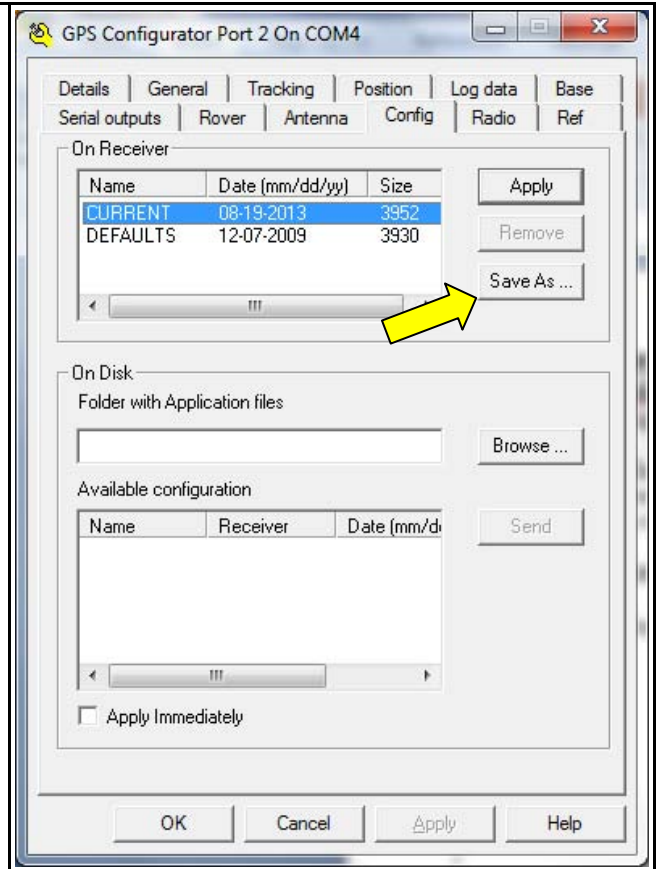 GPS Configurator Port 2 On COM4
Details General Tracking Position Log data Base
Serial outputs Rover Antenna Config Radio Ref
On Receiver
Name Date (mm/dd/yy) Size
CURRENT 08-19-2013 3952
DEFAULTS 12-07-2009 3930
Apply
Remove
Save As ...
On Disk
Folder with Application files
Browse ...
Available configuration
Name Receiver Date (mm/d
Send
Apply Immediately
OK Cancel Apply Help